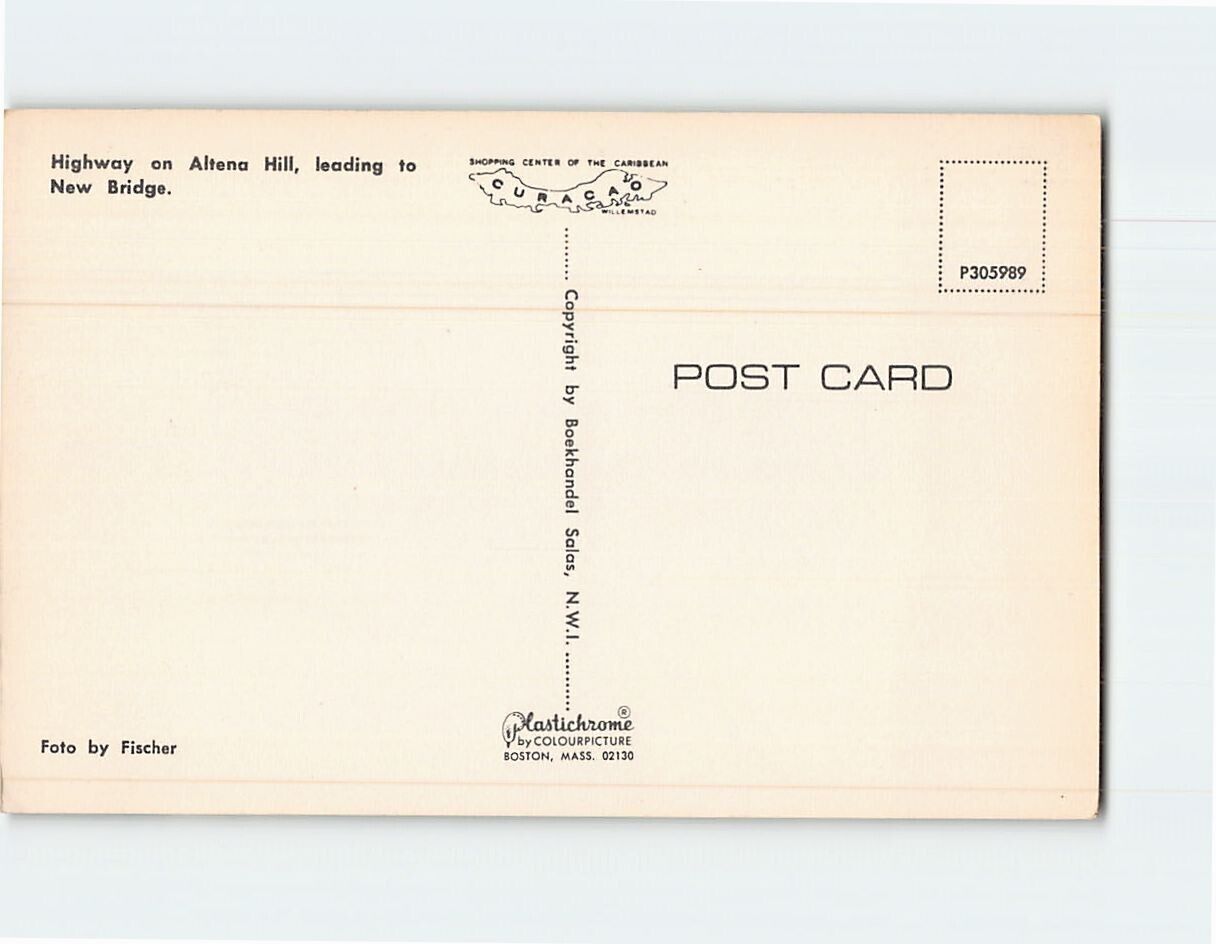 Highway on Altena Hill, leading to
New Bridge.
SHOPPING CENTER OF THE CARIBBEAN
CURAÇAO
WILLEMSTAD
P305989
POST CARD
Copyright by Boekhandel Salas, N.W.I.
Foto by Fischer
Plastichrome®
by COLOURPICTURE
BOSTON, MASS. 02130